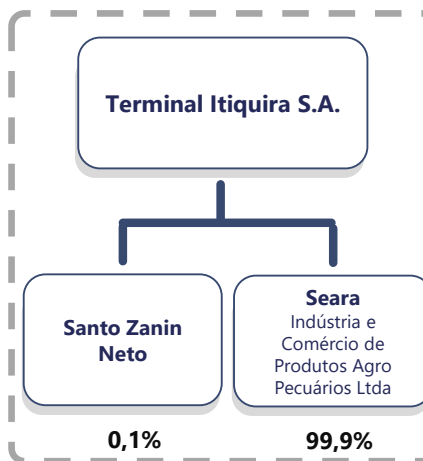 Terminal Itiquira S.A.
Santo Zanin
Neto
Seara
Indústria e
Comércio de
Produtos Agro
Pecuários Ltda
0,1%
99,9%